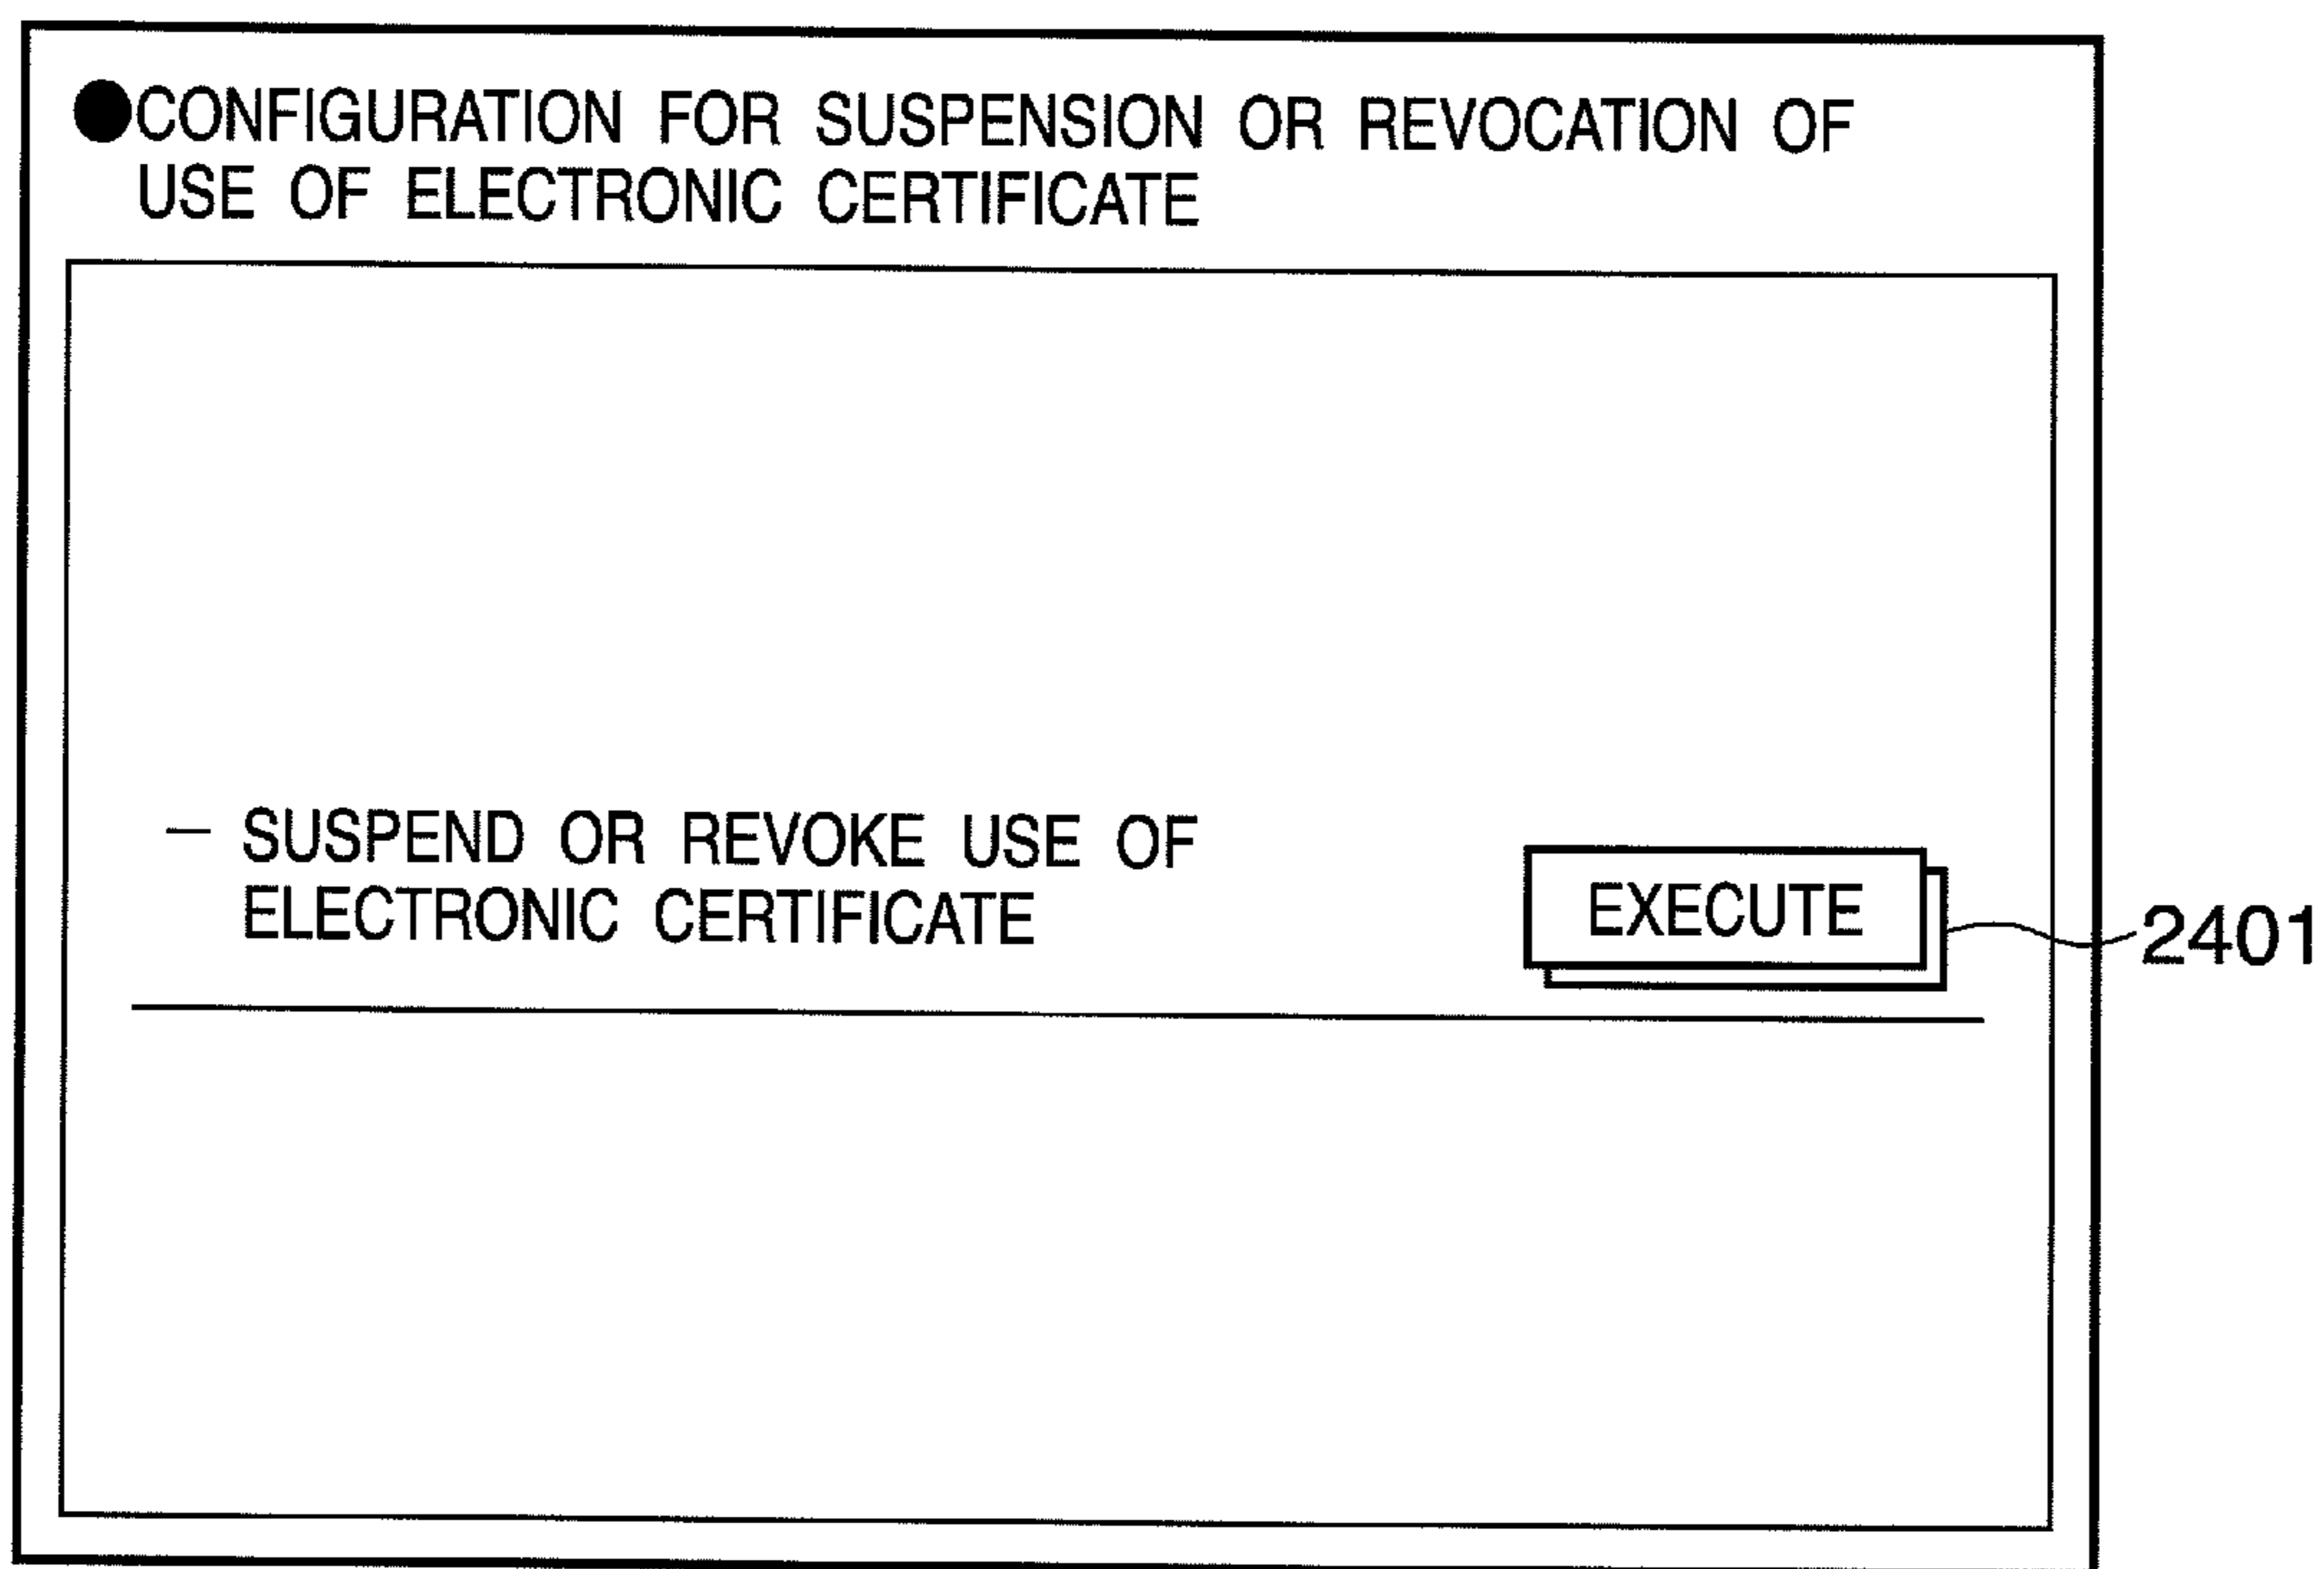 ●CONFIGURATION FOR SUSPENSION OR REVOCATION OF
USE OF ELECTRONIC CERTIFICATE
— SUSPEND OR REVOKE USE OF
ELECTRONIC CERTIFICATE
EXECUTE
2401